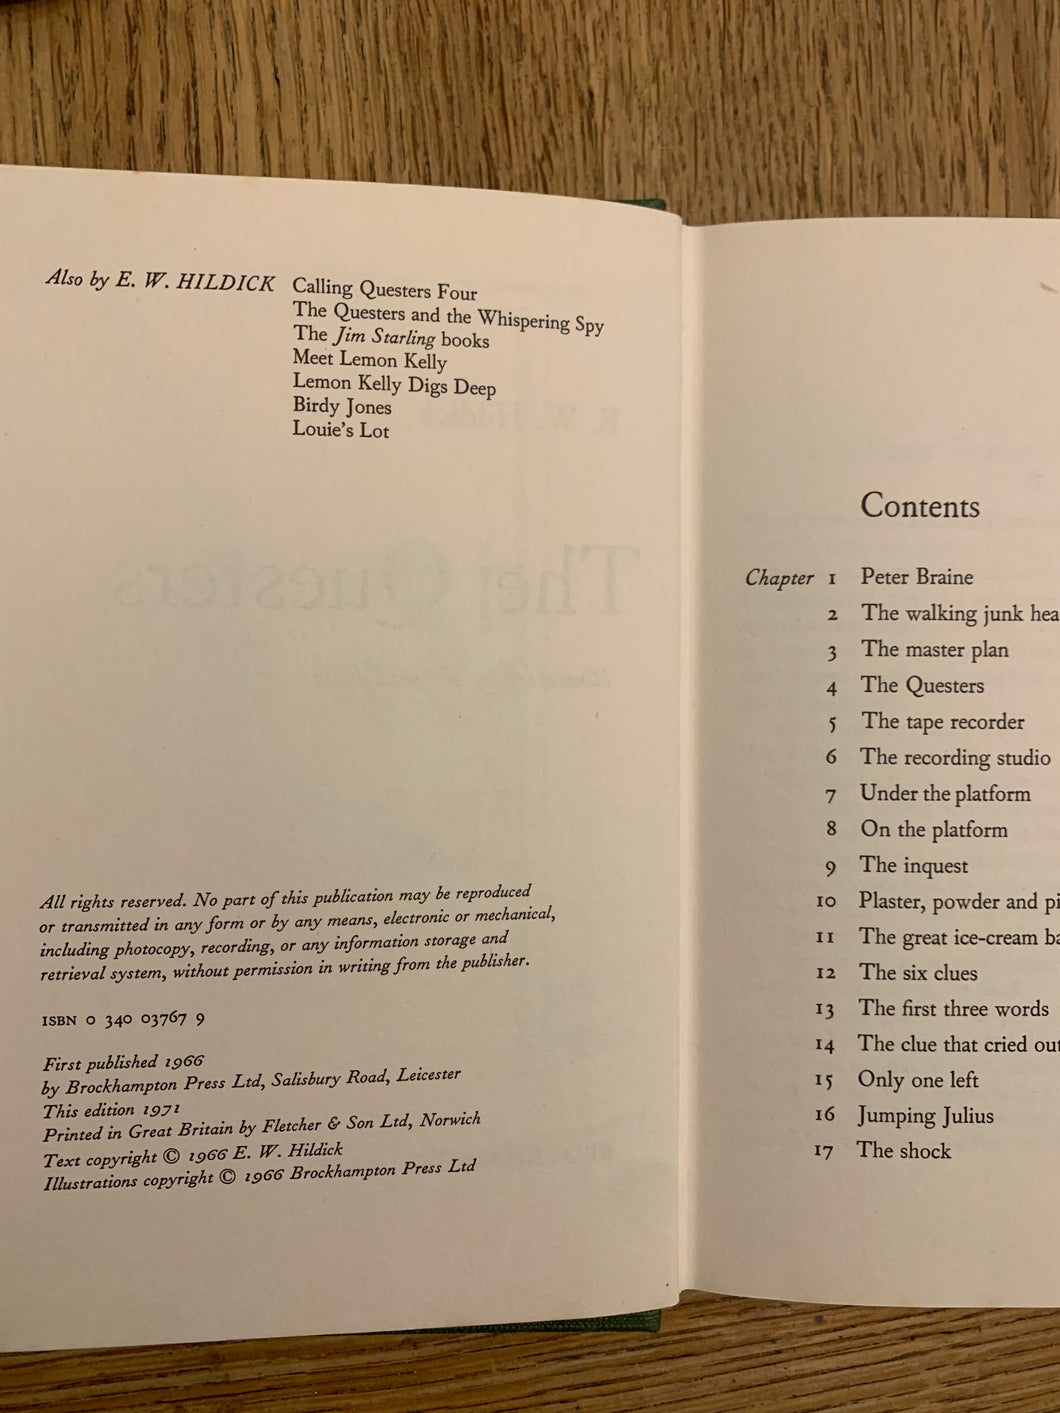 Also by E. W. HILDICK Calling Questers Four
The Questers and the Whispering Spy
The Jim Starling books
Meet Lemon Kelly
Lemon Kelly Digs Deep
Birdy Jones
Louie's Lot
All rights reserved. No part of this publication may be reproduced
or transmitted in any form or by any means, electronic or mechanical,
including photocopy, recording, or any information storage and
retrieval system, without permission in writing from the publisher.
ISBN 0 340 03767 9
First published 1966
by Brockhampton Press Ltd, Salisbury Road, Leicester
This edition 1971
Printed in Great Britain by Fletcher & Son Ltd, Norwich
Text copyright © 1966 E. W. Hildick
Illustrations copyright © 1966 Brockhampton Press Ltd
Contents
Chapter 1 Peter Braine
2 The walking junk hea
3 The master plan
4 The Questers
5 The tape recorder
6 The recording studio
7 Under the platform
8 On the platform
9 The inquest
10 Plaster, powder and pi
11 The great ice-cream ba
12 The six clues
13 The first three words
14 The clue that cried out
15 Only one left
16 Jumping Julius
17 The shock